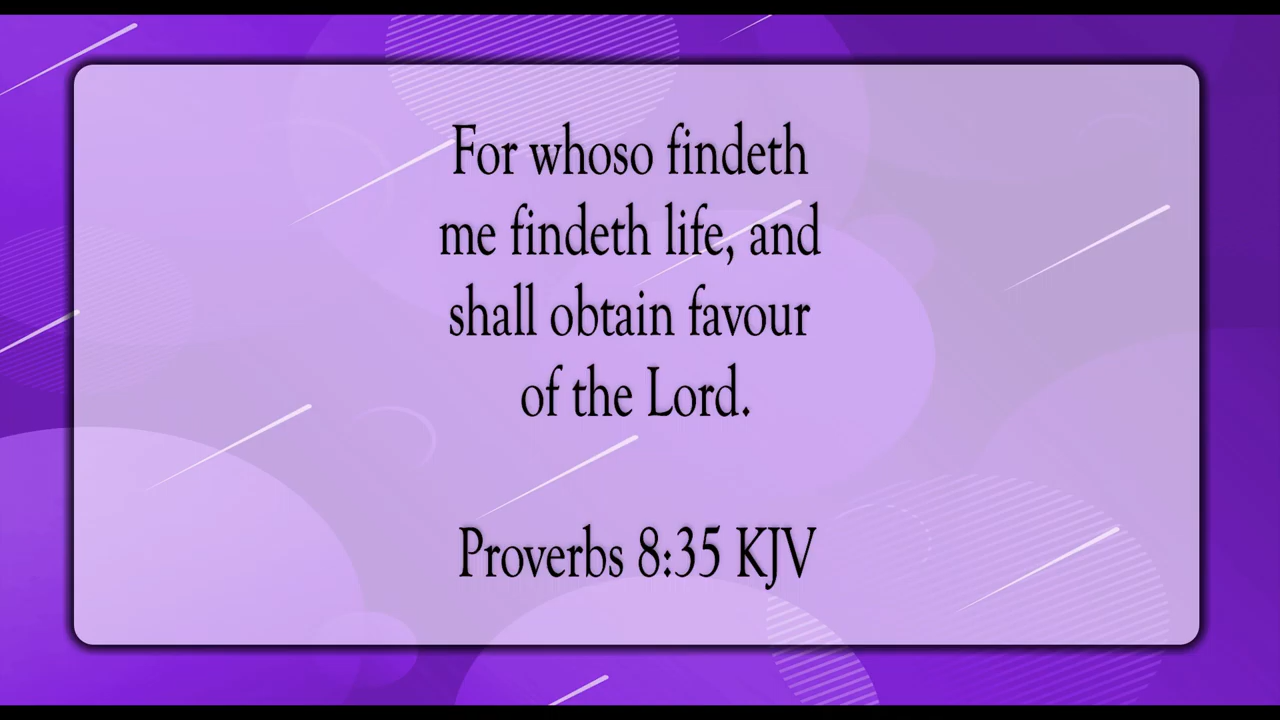 For whoso findeth
me findeth life, and
shall obtain favour
of the Lord.
Proverbs 8:35 KJV